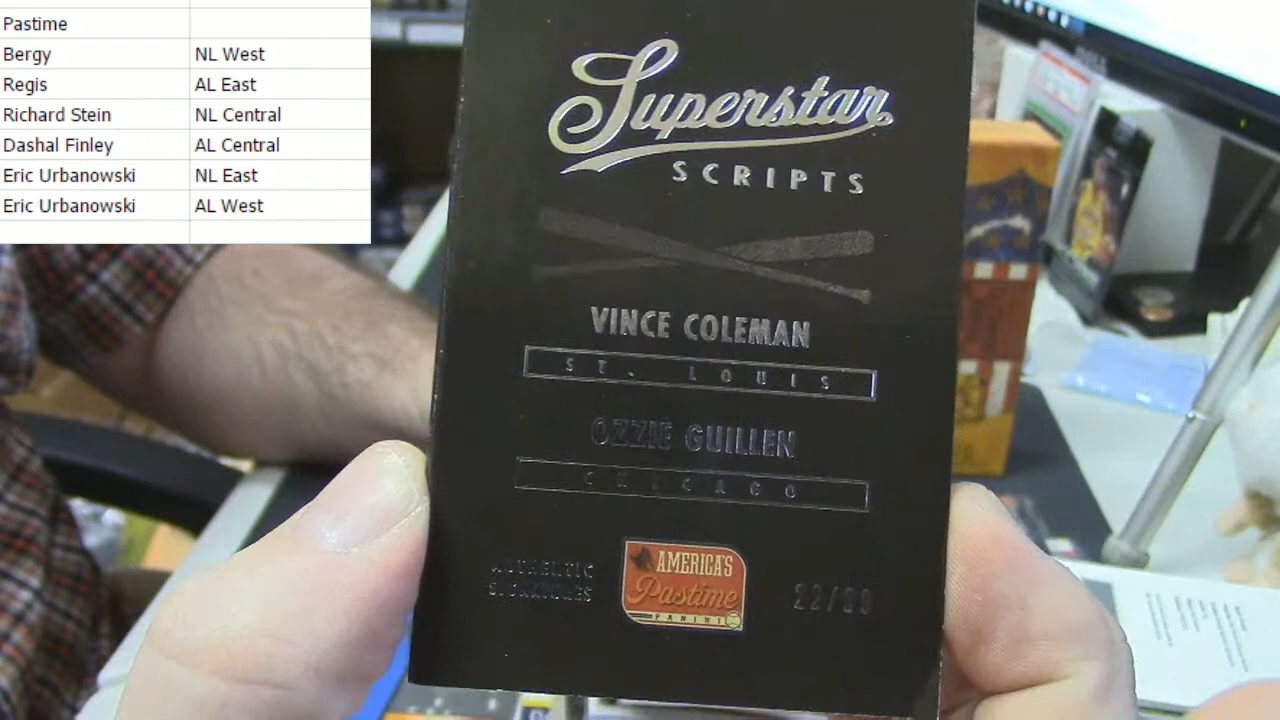 Pastime
Bergy NL West
Regis AL East
Richard Stein NL Central
Dashal Finley AL Central
Eric Urbanowski NL East
Eric Urbanowski AL West
Superstar
SCRIPTS
VINCE COLEMAN
ST. LOUIS
OZZIE GUILLEN
CHICAGO
AUTHENTIC
SIGNATURES
AMERICA'S
Pastime
PANINI